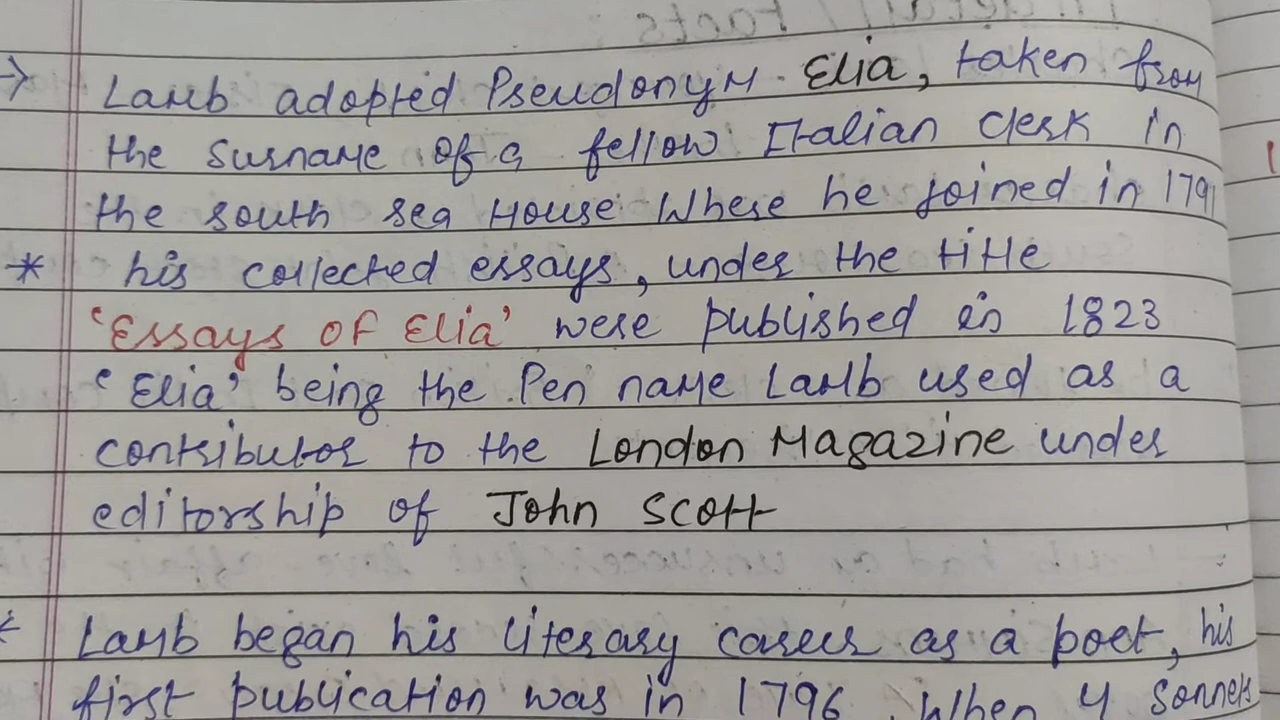 → Lamb adopted Pseudonym Elia, taken from
the surname of a fellow Italian clerk in
the south sea House where he joined in 1791
* his collected essays, under the title
'Essays of Elia' were published in 1823
'Elia' being the Pen name Lamb used as a
contributor to the London Magazine under
editorship of John Scott
* Lamb began his literary career as a poet, his
first publication was in 1796. When 4 sonnets